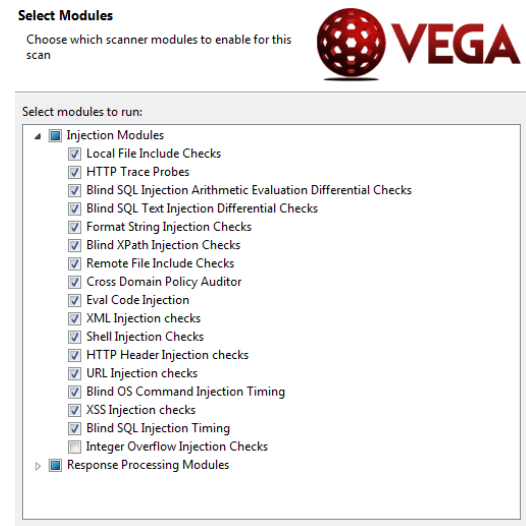 Select Modules
Choose which scanner modules to enable for this
scan
VEGA
Select modules to run:
Injection Modules
Local File Include Checks
HTTP Trace Probes
Blind SQL Injection Arithmetic Evaluation Differential Checks
Blind SQL Text Injection Differential Checks
Format String Injection Checks
Blind XPath Injection Checks
Remote File Include Checks
Cross Domain Policy Auditor
Eval Code Injection
XML Injection checks
Shell Injection Checks
HTTP Header Injection checks
URL Injection checks
Blind OS Command Injection Timing
XSS Injection checks
Blind SQL Injection Timing
Integer Overflow Injection Checks
Response Processing Modules